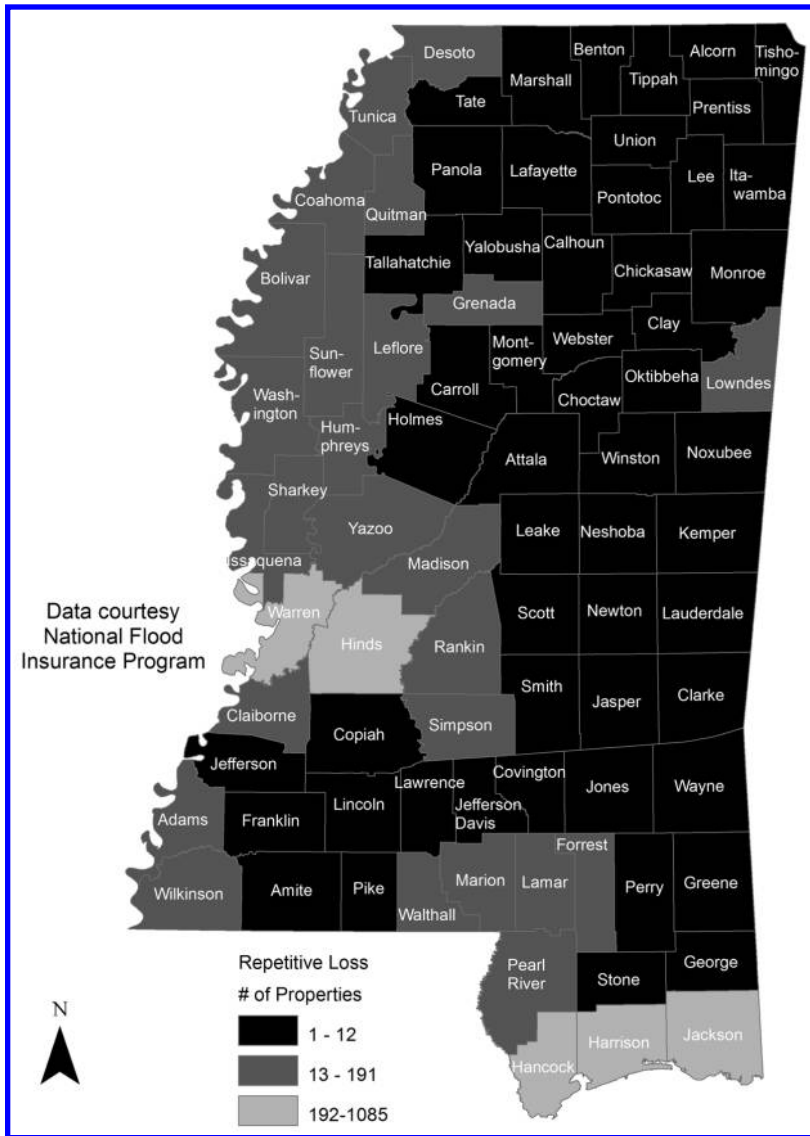 Desoto
Benton
Alcorn
Tisho-
mingo
Marshall
Tippah
Tate
Prentiss
Tunica
Union
Panola
Lafayette
Lee
Ita-
wamba
Coahoma
Quitman
Pontotoc
Yalobusha
Calhoun
Tallahatchie
Chickasaw
Monroe
Bolivar
Grenada
Clay
Leflore
Mont-
gomery
Webster
Sun-
flower
Oktibbeha
Lowndes
Carroll
Choctaw
Wash-
ington
Holmes
Hum-
phreys
Attala
Winston
Noxubee
Sharkey
Yazoo
Leake
Neshoba
Kemper
Madison
ssaquena
Data courtesy
National Flood
Insurance Program
Warren
Scott
Newton
Lauderdale
Hinds
Rankin
Smith
Jasper
Clarke
Claiborne
Simpson
Copiah
Jefferson
Lawrence
Covington
Jones
Wayne
Lincoln
Jefferson
Davis
Adams
Franklin
Forrest
Wilkinson
Amite
Pike
Marion
Lamar
Perry
Greene
Walthall
Repetitive Loss
# of Properties
Pearl
River
Stone
George
N
1 - 12
13 - 191
192-1085
Hancock
Harrison
Jackson